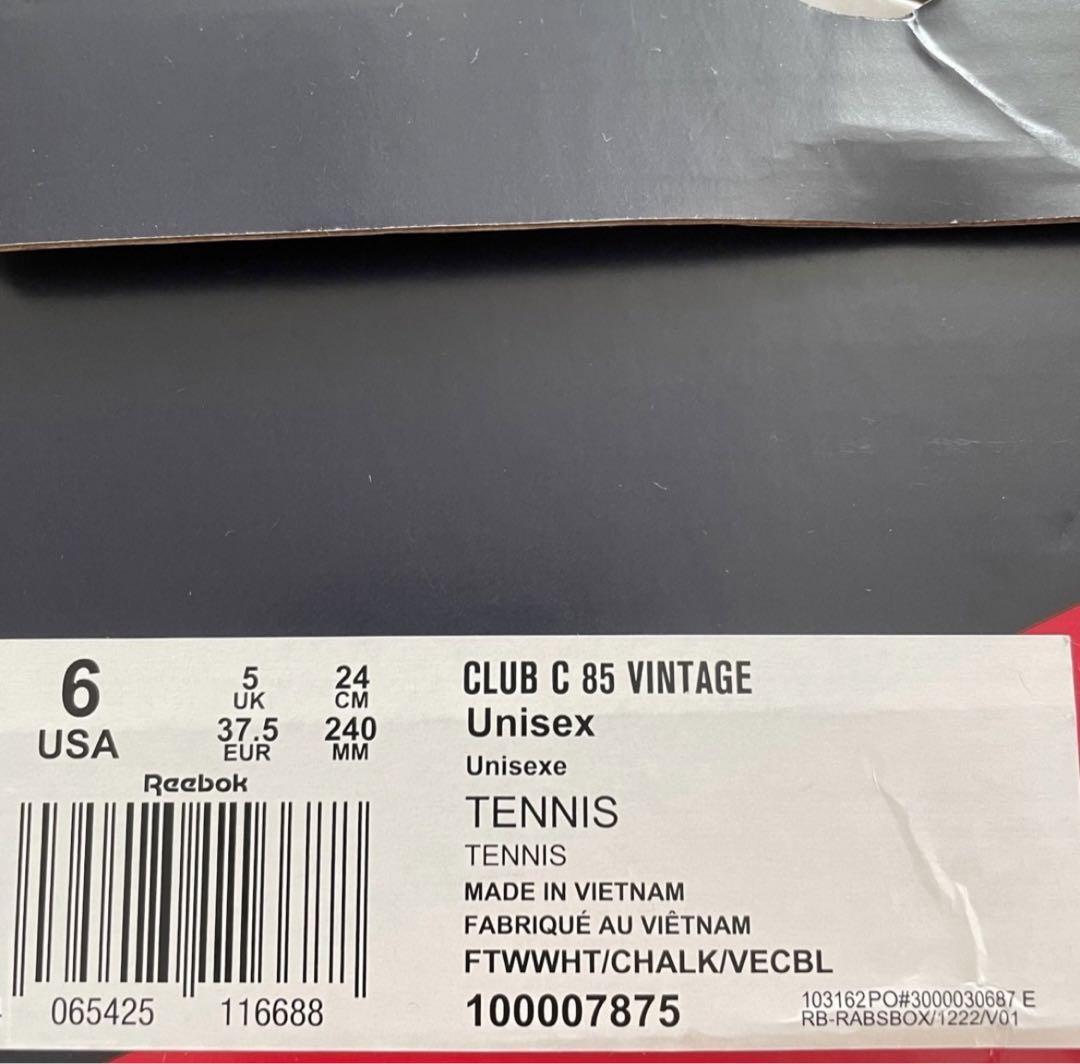 6
USA
5
UK
37.5
EUR
24
CM
240
MM
Reebok
065425 116688
CLUB C 85 VINTAGE
Unisex
Unisexe
TENNIS
TENNIS
MADE IN VIETNAM
FABRIQUÉ AU VIÊTNAM
FTWWHT/CHALK/VECBL
100007875
103162PO#3000030687 E
RB-RABSBOX/1222/V01